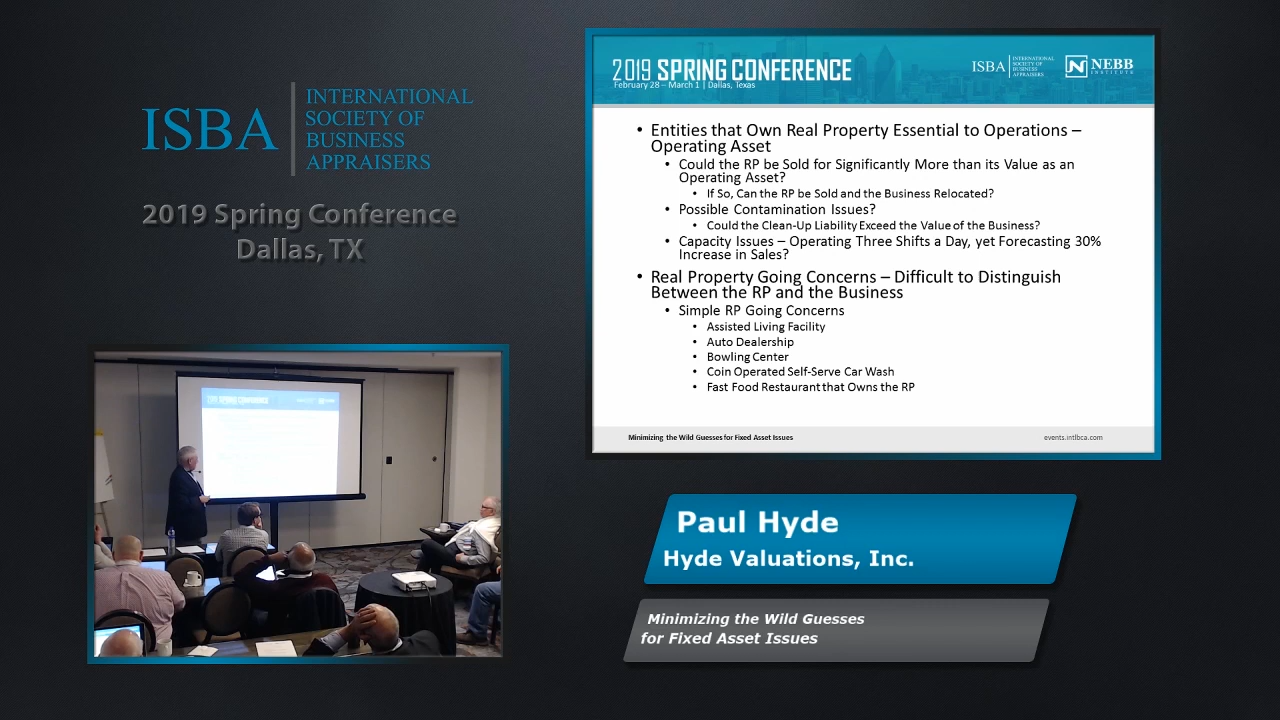 ISBA
INTERNATIONAL
SOCIETY OF
BUSINESS
APPRAISERS
2019 Spring Conference
Dallas, TX
2019 SPRING CONFERENCE
February 28 – March 1 | Dallas, Texas
ISBA
INTERNATIONAL
SOCIETY OF
BUSINESS
APPRAISERS
N
NEBB
INSTITUTE
• Entities that Own Real Property Essential to Operations –
Operating Asset
• Could the RP be Sold for Significantly More than its Value as an
Operating Asset?
• If So, Can the RP be Sold and the Business Relocated?
• Possible Contamination Issues?
• Could the Clean-Up Liability Exceed the Value of the Business?
• Capacity Issues – Operating Three Shifts a Day, yet Forecasting 30%
Increase in Sales?
• Real Property Going Concerns – Difficult to Distinguish
Between the RP and the Business
• Simple RP Going Concerns
• Assisted Living Facility
• Auto Dealership
• Bowling Center
• Coin Operated Self-Serve Car Wash
• Fast Food Restaurant that Owns the RP
Minimizing the Wild Guesses for Fixed Asset Issues
events.intlbca.com
Paul Hyde
Hyde Valuations, Inc.
Minimizing the Wild Guesses
for Fixed Asset Issues